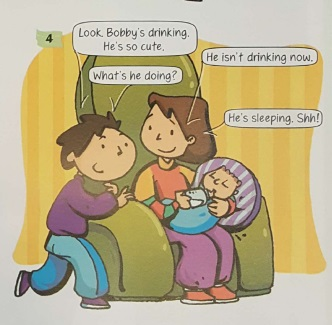 4
Look. Bobby's drinking.
He's so cute.
What's he doing?
He isn't drinking now.
He's sleeping. Shh!